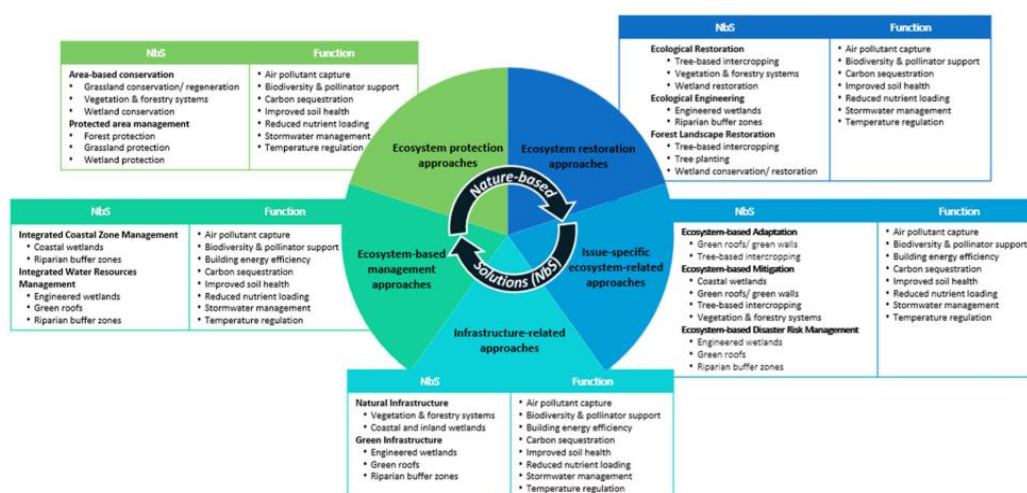 NbS
Function
Area-based conservation
• Grassland conservation/ regeneration
• Vegetation & forestry systems
• Wetland conservation
Protected area management
• Forest protection
• Grassland protection
• Wetland protection
• Air pollutant capture
• Biodiversity & pollinator support
• Carbon sequestration
• Improved soil health
• Reduced nutrient loading
• Stormwater management
• Temperature regulation
NbS
Function
Ecological Restoration
• Tree-based intercropping
• Vegetation & forestry systems
• Wetland restoration
Ecological Engineering
• Engineered wetlands
• Riparian buffer zones
Forest Landscape Restoration
• Tree-based intercropping
• Tree planting
• Wetland conservation/ restoration
• Air pollutant capture
• Biodiversity & pollinator support
• Carbon sequestration
• Improved soil health
• Reduced nutrient loading
• Stormwater management
• Temperature regulation
Ecosystem protection
approaches
Ecosystem restoration
approaches
Nature-based
Solutions (NbS)
Ecosystem-based
management
approaches
Issue-specific
ecosystem-related
approaches
Infrastructure-related
approaches
NbS
Function
Integrated Coastal Zone Management
• Coastal wetlands
• Riparian buffer zones
Integrated Water Resources
Management
• Engineered wetlands
• Green roofs
• Riparian buffer zones
• Air pollutant capture
• Biodiversity & pollinator support
• Building energy efficiency
• Carbon sequestration
• Improved soil health
• Reduced nutrient loading
• Stormwater management
• Temperature regulation
NbS
Function
Ecosystem-based Adaptation
• Green roofs/ green walls
• Tree-based intercropping
Ecosystem-based Mitigation
• Coastal wetlands
• Green roofs/ green walls
• Tree-based intercropping
• Vegetation & forestry systems
Ecosystem-based Disaster Risk Management
• Engineered wetlands
• Green roofs
• Riparian buffer zones
• Air pollutant capture
• Biodiversity & pollinator support
• Building energy efficiency
• Carbon sequestration
• Improved soil health
• Reduced nutrient loading
• Stormwater management
• Temperature regulation
NbS
Function
Natural Infrastructure
• Vegetation & forestry systems
• Coastal and inland wetlands
Green Infrastructure
• Engineered wetlands
• Green roofs
• Riparian buffer zones
• Air pollutant capture
• Biodiversity & pollinator support
• Building energy efficiency
• Carbon sequestration
• Improved soil health
• Reduced nutrient loading
• Stormwater management
• Temperature regulation